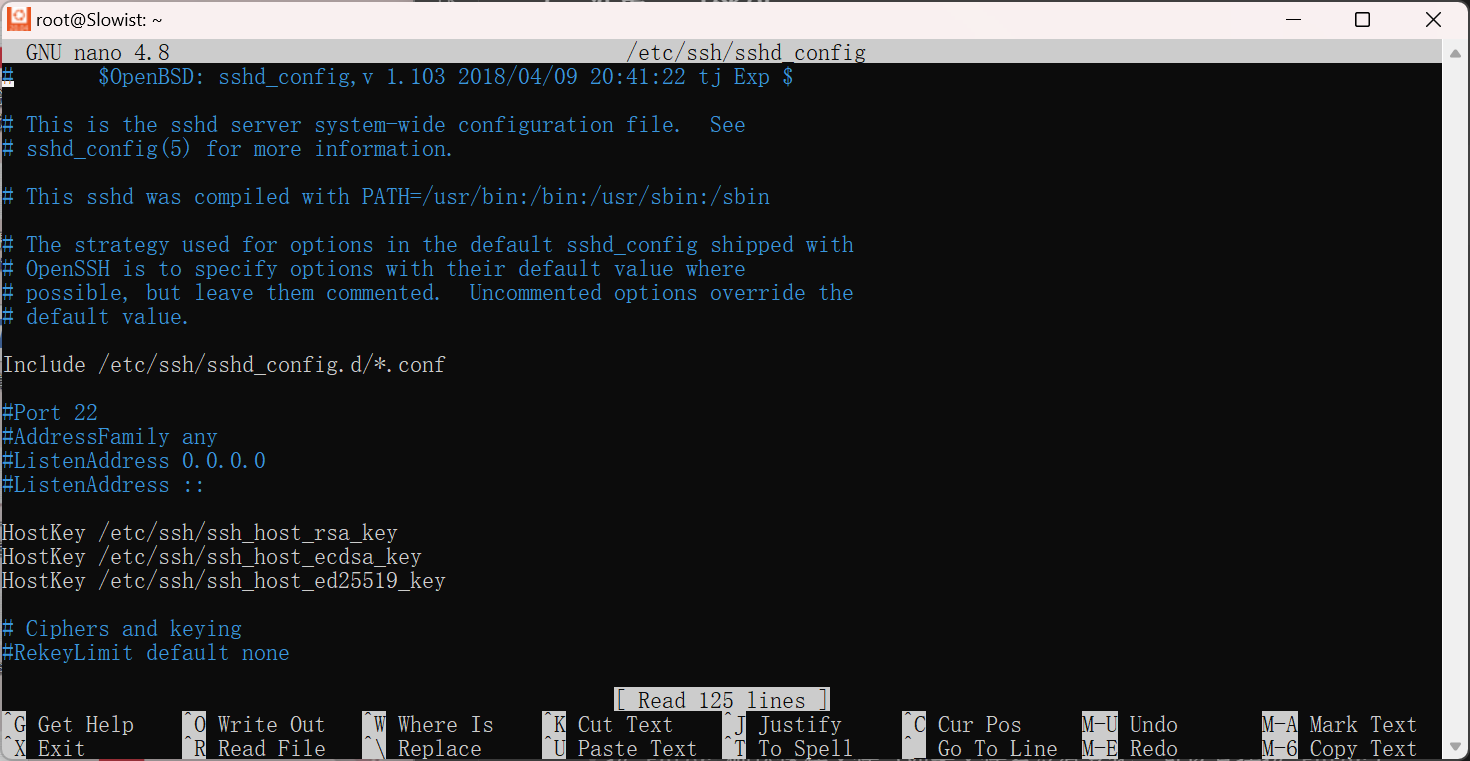 root@Slowist: ~
GNU nano 4.8 /etc/ssh/sshd_config
# $OpenBSD: sshd_config,v 1.103 2018/04/09 20:41:22 tj Exp $
# This is the sshd server system-wide configuration file. See
# sshd_config(5) for more information.
# This sshd was compiled with PATH=/usr/bin:/bin:/usr/sbin:/sbin
# The strategy used for options in the default sshd_config shipped with
# OpenSSH is to specify options with their default value where
# possible, but leave them commented. Uncommented options override the
# default value.
Include /etc/ssh/sshd_config.d/*.conf
#Port 22
#AddressFamily any
#ListenAddress 0.0.0.0
#ListenAddress ::
HostKey /etc/ssh/ssh_host_rsa_key
HostKey /etc/ssh/ssh_host_ecdsa_key
HostKey /etc/ssh/ssh_host_ed25519_key
# Ciphers and keying
#RekeyLimit default none
[ Read 125 lines ]
^G Get Help ^O Write Out ^W Where Is ^K Cut Text ^J Justify ^C Cur Pos M-U Undo M-A Mark Text
^X Exit ^R Read File ^\ Replace ^U Paste Text ^T To Spell ^_ Go To Line M-E Redo M-6 Copy Text